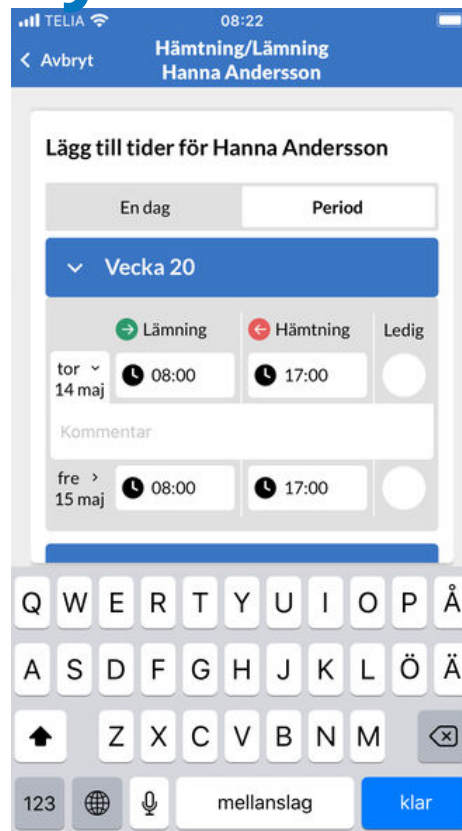 TELIA 08:22
Avbryt
Hämtning/Lämning
Hanna Andersson
Lägg till tider för Hanna Andersson
En dag Period
Vecka 20
Lämning Hämtning Ledig
tor 08:00 17:00
14 maj
Kommentar
fre 08:00 17:00
15 maj
Q W E R T Y U I O P Å
A S D F G H J K L Ö Ä
Z X C V B N M
123 mellanslag klar